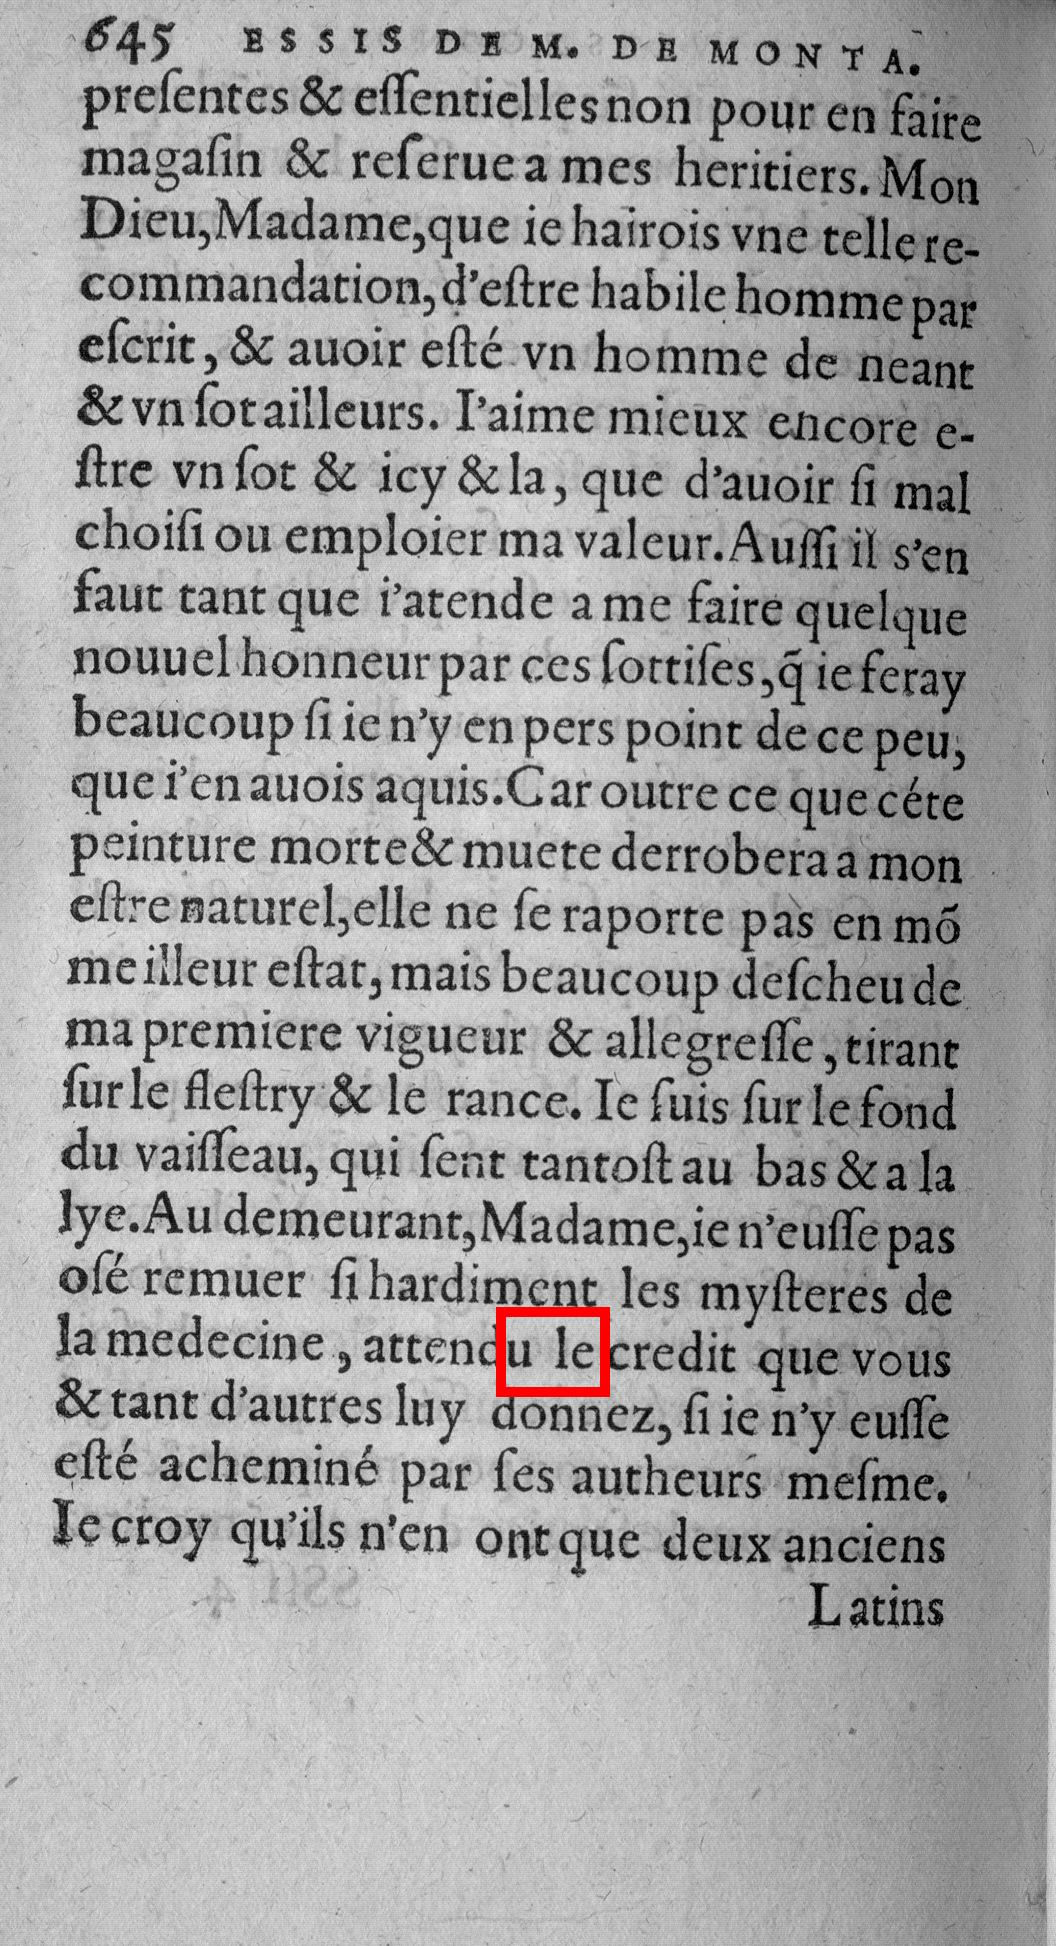 645 ESSIS DE M. DE MONTA.
preſentes & eſſentielles non pour en faire
magaſin & reſerue a mes heritiers. Mon
Dieu, Madame, que ie hairois vne telle re-
commandation, d'eſtre habile homme par
eſcrit, & auoir eſté vn homme de neant
& vn ſot ailleurs. I'aime mieux encore e-
ſtre vn ſot & icy & la, que d'auoir ſi mal
choiſi ou emploier ma valeur. Auſſi il s'en
faut tant que i'atende a me faire quelque
nouuel honneur par ces ſottiſes, q̃ ie feray
beaucoup ſi ie n'y en pers point de ce peu,
que i'en auois aquis. Car outre ce que céte
peinture morte & muete derrobera a mon
eſtre naturel, elle ne ſe raporte pas en mõ
meilleur eſtat, mais beaucoup deſcheu de
ma premiere vigueur & allegreſſe, tirant
ſur le fleſtry & le rance. Ie ſuis ſur le fond
du vaiſſeau, qui ſent tantoſt au bas & a la
lye. Au demeurant, Madame, ie n'euſſe pas
oſé remuer ſi hardiment les myſteres de
la medecine, attendu le credit que vous
& tant d'autres luy donnez, ſi ie n'y euſſe
eſté acheminé par ſes autheurs meſme.
Ie croy qu'ils n'en ont que deux anciens
Latins